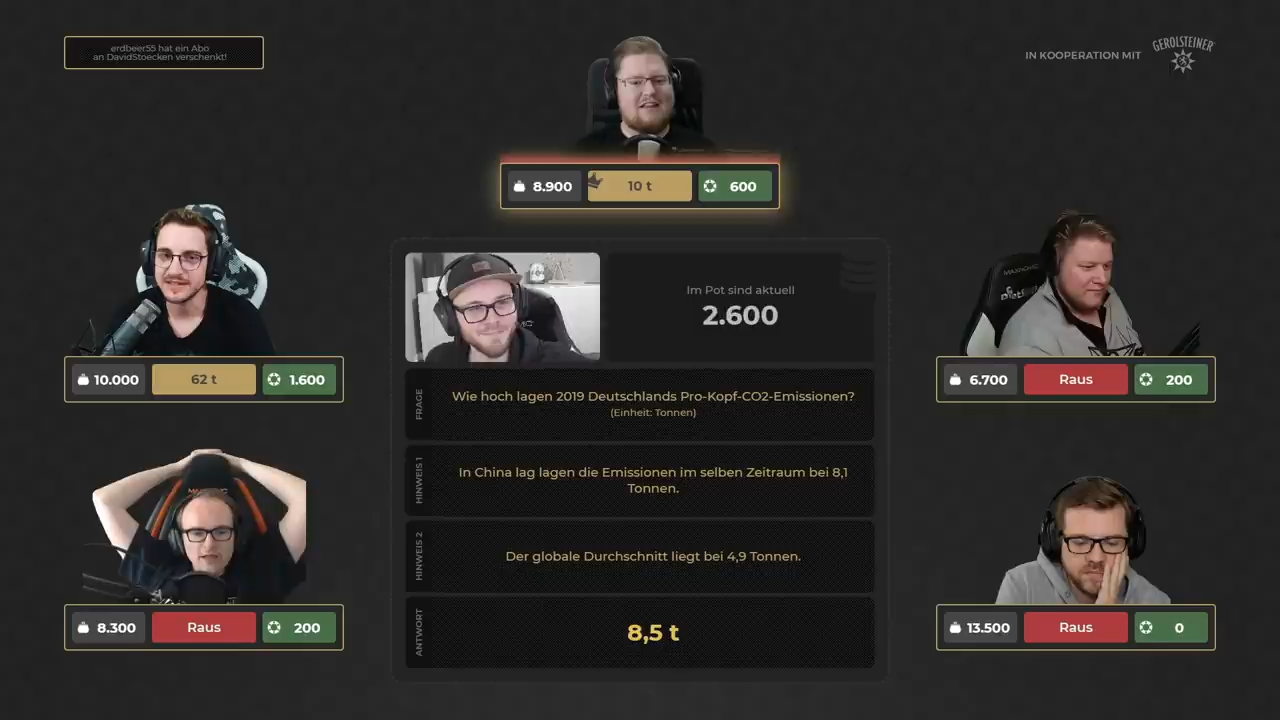 erdbeer55 hat ein Abo
an DavidStoecken verschenkt!
IN KOOPERATION MIT
GEROLSTEINER
8.900
10 t
600
10.000
62 t
1.600
Im Pot sind aktuell
2.600
6.700
Raus
200
FRAGE
Wie hoch lagen 2019 Deutschlands Pro-Kopf-CO2-Emissionen?
(Einheit: Tonnen)
HINWEIS 1
In China lag lagen die Emissionen im selben Zeitraum bei 8,1
Tonnen.
HINWEIS 2
Der globale Durchschnitt liegt bei 4,9 Tonnen.
ANTWORT
8,5 t
8.300
Raus
200
13.500
Raus
0